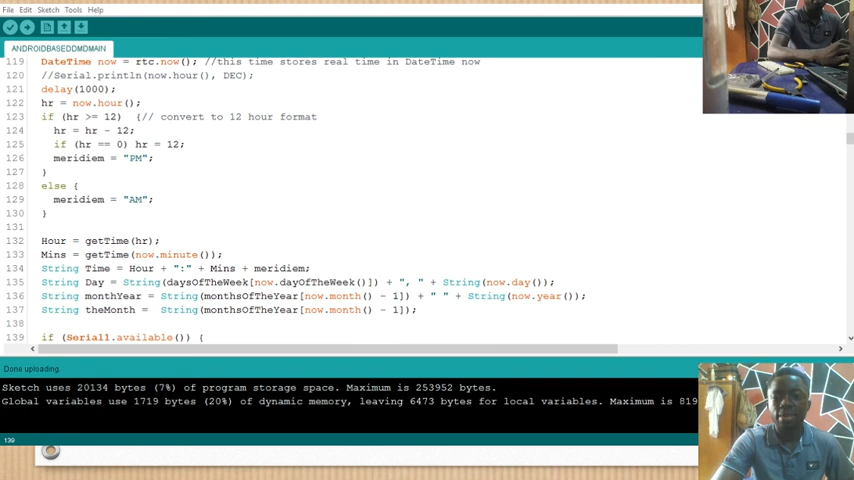 File Edit Sketch Tools Help
ANDROIDBASEDDMDMAIN
119 DateTime now = rtc.now(); //this time stores real time in DateTime now
120 //Serial.println(now.hour(), DEC);
121 delay(1000);
122 hr = now.hour();
123 if (hr >= 12) {// convert to 12 hour format
124 hr = hr - 12;
125 if (hr == 0) hr = 12;
126 meridiem = "PM";
127 }
128 else {
129 meridiem = "AM";
130 }
131
132 Hour = getTime(hr);
133 Mins = getTime(now.minute());
134 String Time = Hour + ":" + Mins + meridiem;
135 String Day = String(daysOfTheWeek[now.dayOfTheWeek()]) + ", " + String(now.day());
136 String monthYear = String(monthsOfTheYear[now.month() - 1]) + " " + String(now.year());
137 String theMonth = String(monthsOfTheYear[now.month() - 1]);
138
139 if (Serial1.available()) {
Done uploading.
Sketch uses 20134 bytes (7%) of program storage space. Maximum is 253952 bytes.
Global variables use 1719 bytes (20%) of dynamic memory, leaving 6473 bytes for local variables. Maximum is 819
139